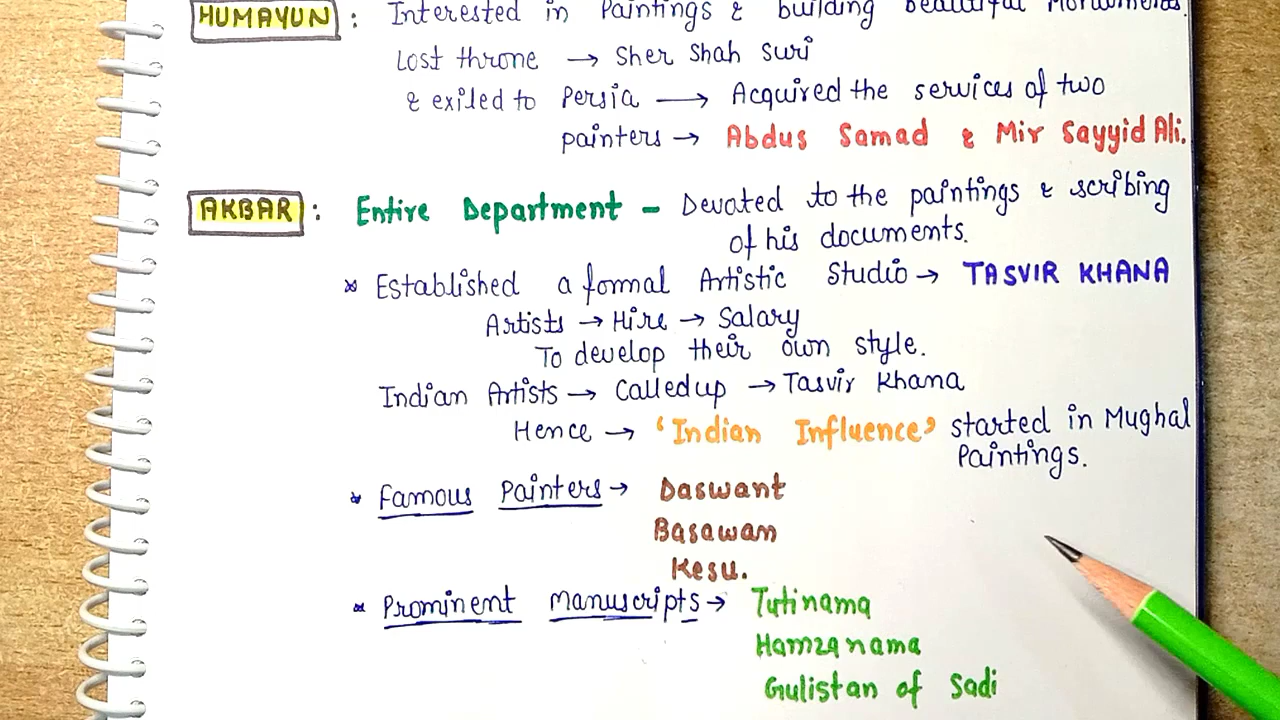 HUMAYUN : Interested in Paintings & building Beautiful Monuments.
Lost throne → Sher Shah Suri
& exiled to Persia → Acquired the services of two
painters → Abdus Samad & Mir Sayyid Ali.
AKBAR : Entire Department - Devoted to the paintings & scribing
of his documents.
* Established a formal Artistic Studio → TASVIR KHANA
Artists → Hire → Salary
To develop their own style.
Indian Artists → Called up → Tasvir Khana
Hence → 'Indian Influence' started in Mughal
Paintings.
* Famous Painters → Daswant
Basawan
Kesu.
* Prominent Manuscripts → Tutinama
Hamzanama
Gulistan of Sadi